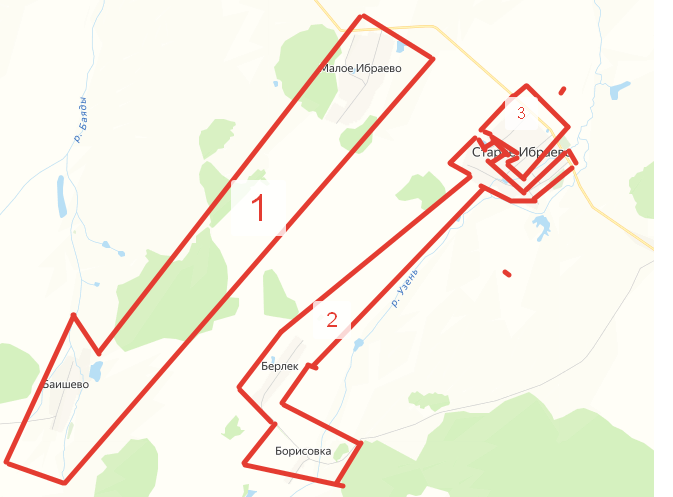 Малое Ибраево
3
р. Баяды
Старое Ибраево
1
р. Узень
2
Берлек
Баишево
Борисовка